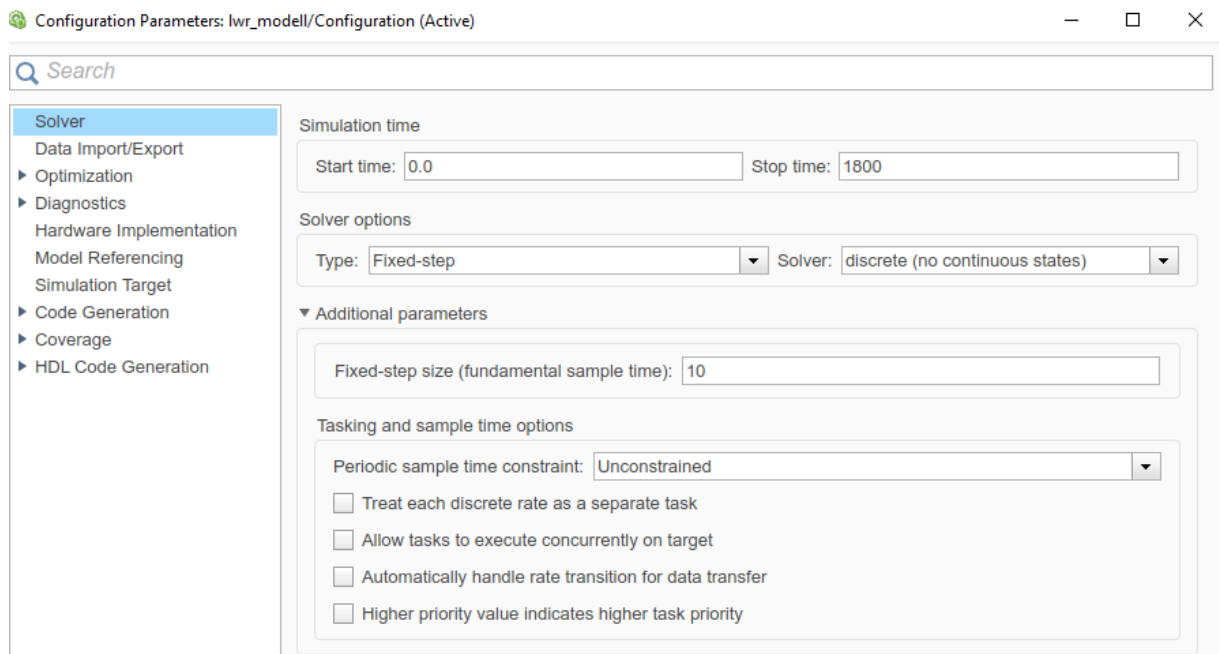 Configuration Parameters: lwr_modell/Configuration (Active)
Search
Solver
Data Import/Export
Optimization
Diagnostics
Hardware Implementation
Model Referencing
Simulation Target
Code Generation
Coverage
HDL Code Generation
Simulation time
Start time: 0.0 Stop time: 1800
Solver options
Type: Fixed-step Solver: discrete (no continuous states)
Additional parameters
Fixed-step size (fundamental sample time): 10
Tasking and sample time options
Periodic sample time constraint: Unconstrained
Treat each discrete rate as a separate task
Allow tasks to execute concurrently on target
Automatically handle rate transition for data transfer
Higher priority value indicates higher task priority